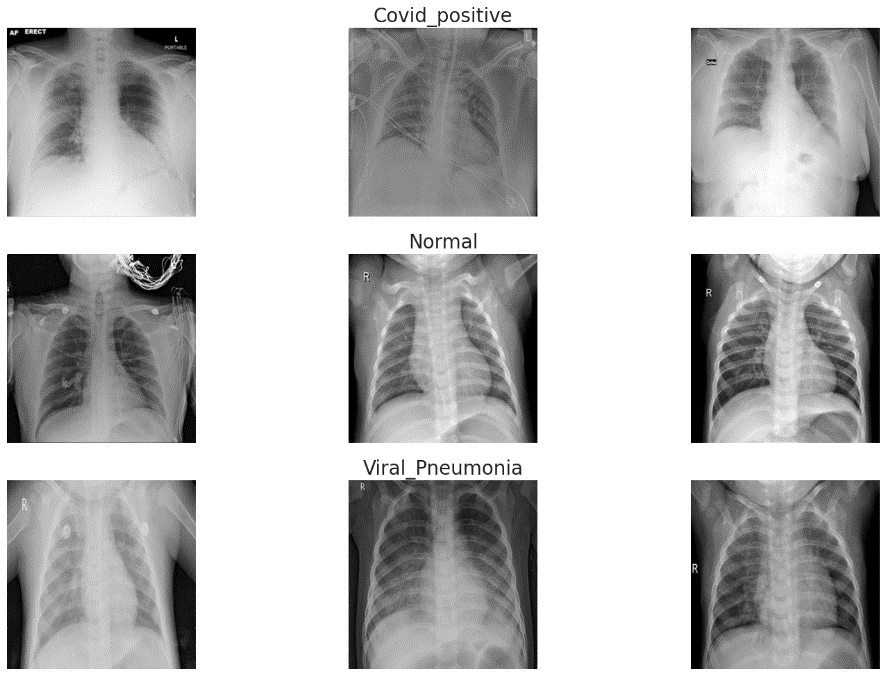 Covid_positive
AP ERECT
L
PORTABLE
L
Normal
R
R
Viral_Pneumonia
R
R
R